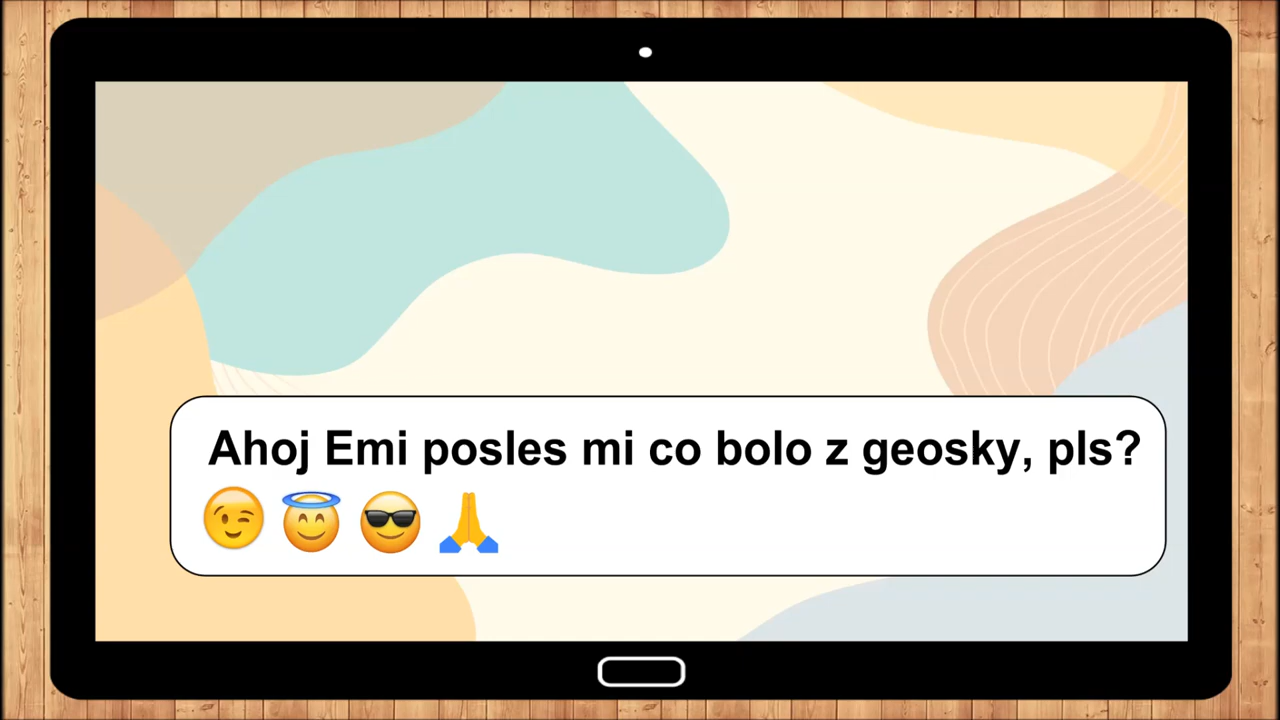 Ahoj Emi posles mi co bolo z geosky, pls?
😉 😇 😎 🙏